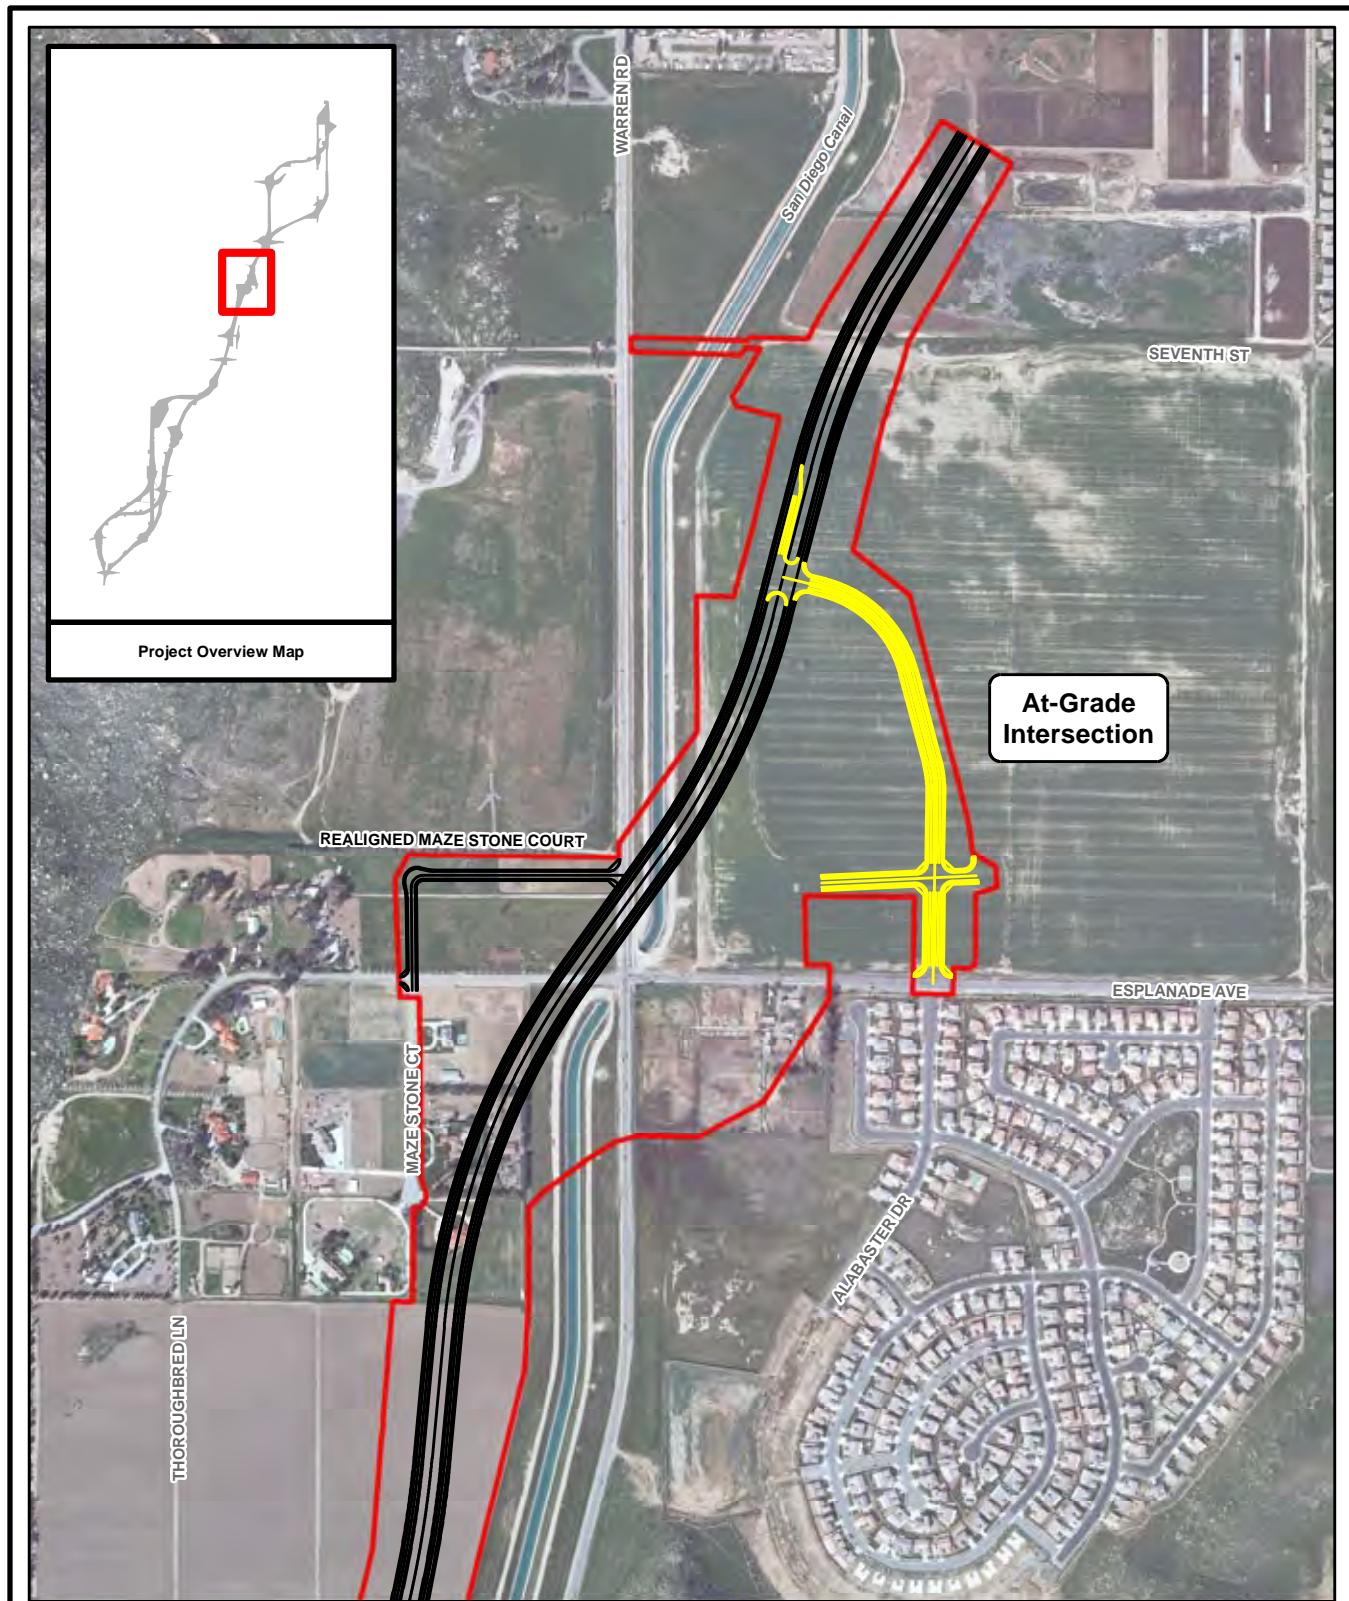 WARREN RD
San Diego Canal
Project Overview Map
SEVENTH ST
At-Grade
Intersection
REALIGNED MAZE STONE COURT
ESPLANADE AVE
MAZE STONE CT
ALABASTER DR
THOROUGHBRED LN